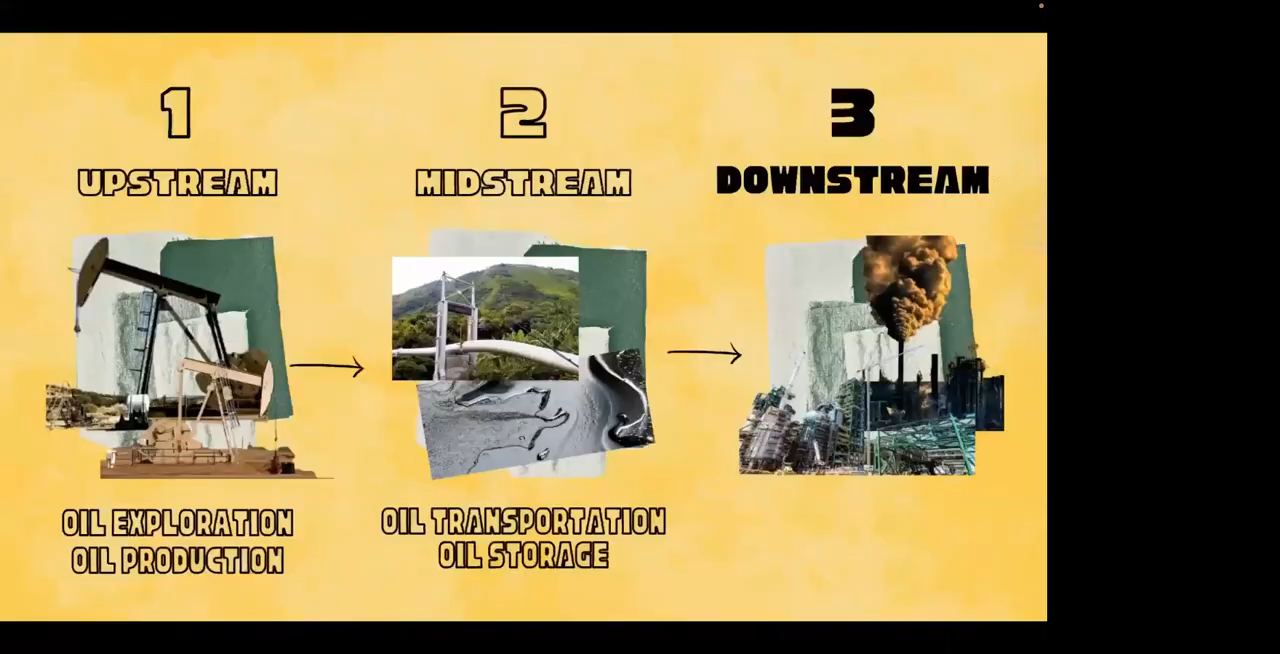 1
UPSTREAM
OIL EXPLORATION
OIL PRODUCTION
2
MIDSTREAM
OIL TRANSPORTATION
OIL STORAGE
3
DOWNSTREAM